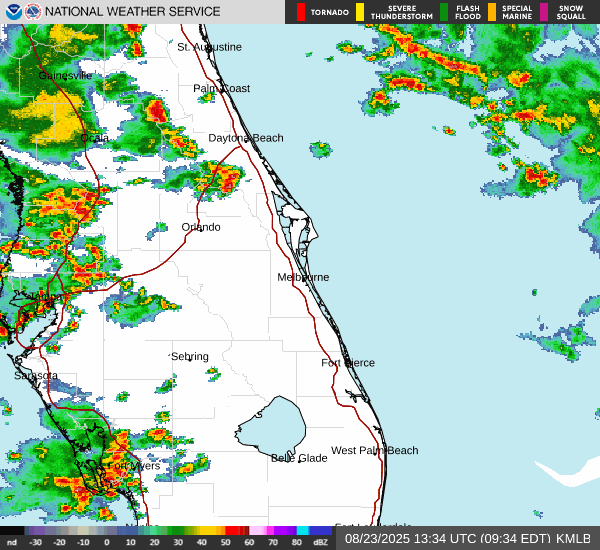 NATIONAL WEATHER SERVICE
TORNADO
SEVERE
THUNDERSTORM
FLASH
FLOOD
SPECIAL
MARINE
SNOW
SQUALL
St. Augustine
Gainesville
Palm Coast
Ocala
Daytona Beach
Orlando
Melbourne
Tampa
Sebring
Fort Pierce
Sarasota
West Palm Beach
Belle Glade
Fort Myers
nd -30 -20 -10 0 10 20 30 40 50 60 70 80 dBZ
08/23/2025 13:34 UTC (09:34 EDT) KMLB